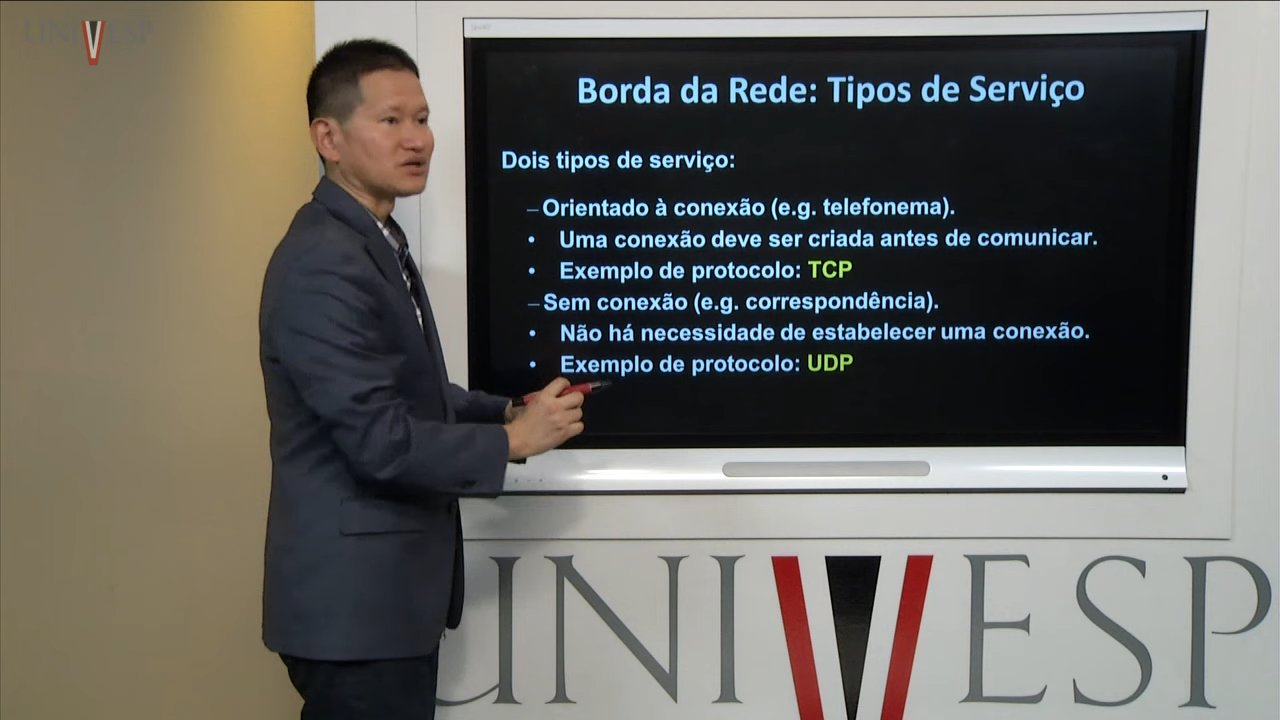 UNIVESP
Borda da Rede: Tipos de Serviço
Dois tipos de serviço:
–Orientado à conexão (e.g. telefonema).
• Uma conexão deve ser criada antes de comunicar.
• Exemplo de protocolo: TCP
–Sem conexão (e.g. correspondência).
• Não há necessidade de estabelecer uma conexão.
• Exemplo de protocolo: UDP
UNIVESP